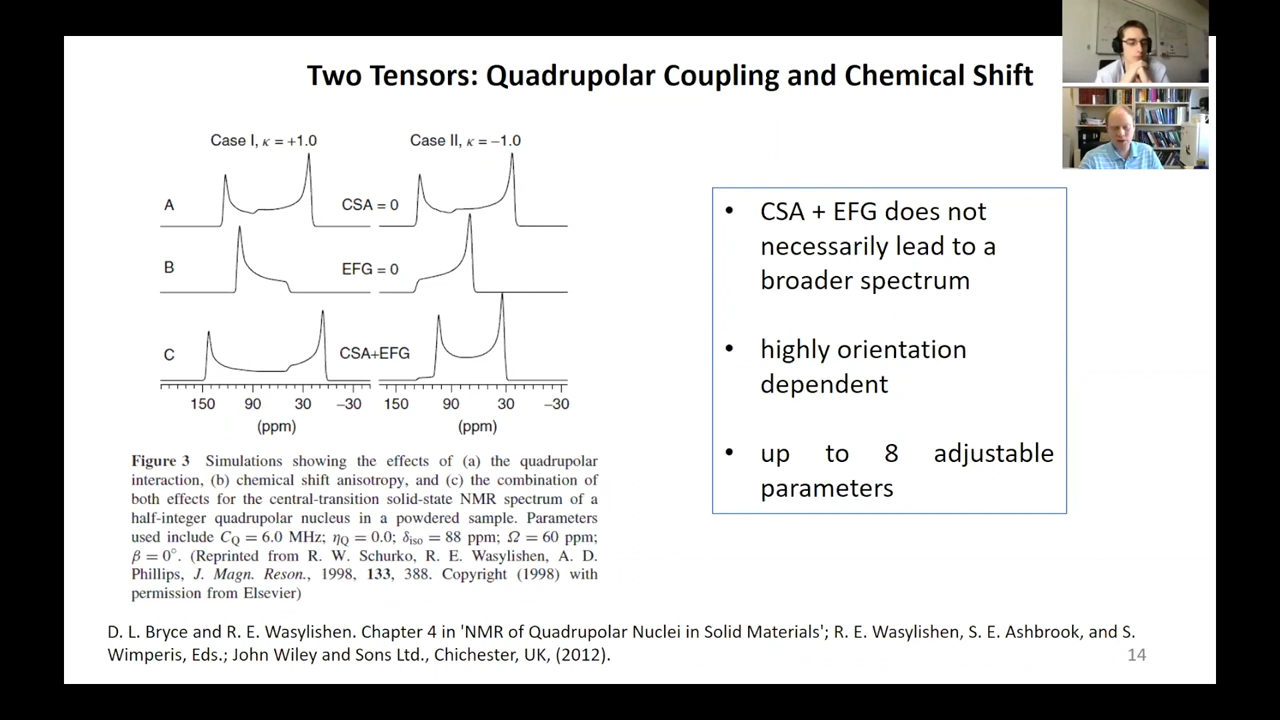 Two Tensors: Quadrupolar Coupling and Chemical Shift
Case I, κ = +1.0
Case II, κ = −1.0
A
CSA = 0
B
EFG = 0
C
CSA+EFG
150 90 30 −30 150 90 30 −30
(ppm) (ppm)
Figure 3 Simulations showing the effects of (a) the quadrupolar
interaction, (b) chemical shift anisotropy, and (c) the combination of
both effects for the central-transition solid-state NMR spectrum of a
half-integer quadrupolar nucleus in a powdered sample. Parameters
used include CQ = 6.0 MHz; ηQ = 0.0; δiso = 88 ppm; Ω = 60 ppm;
β = 0°. (Reprinted from R. W. Schurko, R. E. Wasylishen, A. D.
Phillips, J. Magn. Reson., 1998, 133, 388. Copyright (1998) with
permission from Elsevier)
• CSA + EFG does not
necessarily lead to a
broader spectrum
• highly orientation
dependent
• up to 8 adjustable
parameters
D. L. Bryce and R. E. Wasylishen. Chapter 4 in 'NMR of Quadrupolar Nuclei in Solid Materials'; R. E. Wasylishen, S. E. Ashbrook, and S.
Wimperis, Eds.; John Wiley and Sons Ltd., Chichester, UK, (2012).
14